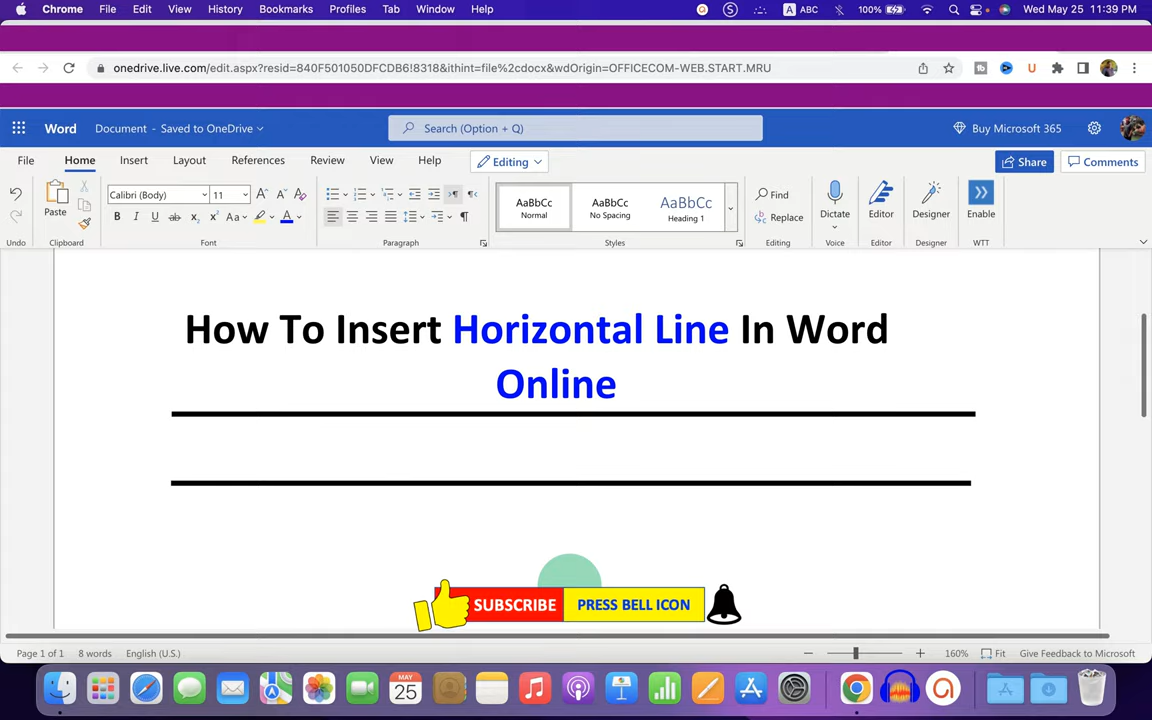 Chrome File Edit View History Bookmarks Profiles Tab Window Help A ABC 100% Wed May 25 11:39 PM
onedrive.live.com/edit.aspx?resid=840F501050DFCDB6!8318&ithint=file%2cdocx&wdOrigin=OFFICECOM-WEB.START.MRU
Word Document - Saved to OneDrive Search (Option + Q) Buy Microsoft 365
File Home Insert Layout References Review View Help Editing Share Comments
Calibri (Body) 11
Paste
AaBbCc AaBbCc AaBbCc
Normal No Spacing Heading 1
Find
Replace
Dictate Editor Designer Enable
Undo Clipboard Font Paragraph Styles Editing Voice Editor Designer WTT
How To Insert Horizontal Line In Word
Online
SUBSCRIBE PRESS BELL ICON
Page 1 of 1 8 words English (U.S.) 160% Fit Give Feedback to Microsoft
MAY
25